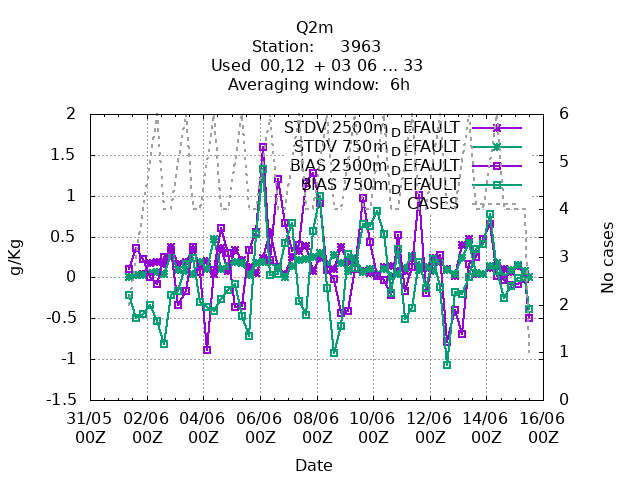 Q2m
Station: 3963
Used 00,12 + 03 06 ... 33
Averaging window: 6h
STDV 2500m_DEFAULT
STDV 750m_DEFAULT
BIAS 2500m_DEFAULT
BIAS 750m_DEFAULT
CASES
2
1.5
1
0.5
0
-0.5
-1
-1.5
g/Kg
6
5
4
3
2
1
0
No cases
31/05 02/06 04/06 06/06 08/06 10/06 12/06 14/06 16/06
00Z 00Z 00Z 00Z 00Z 00Z 00Z 00Z 00Z
Date